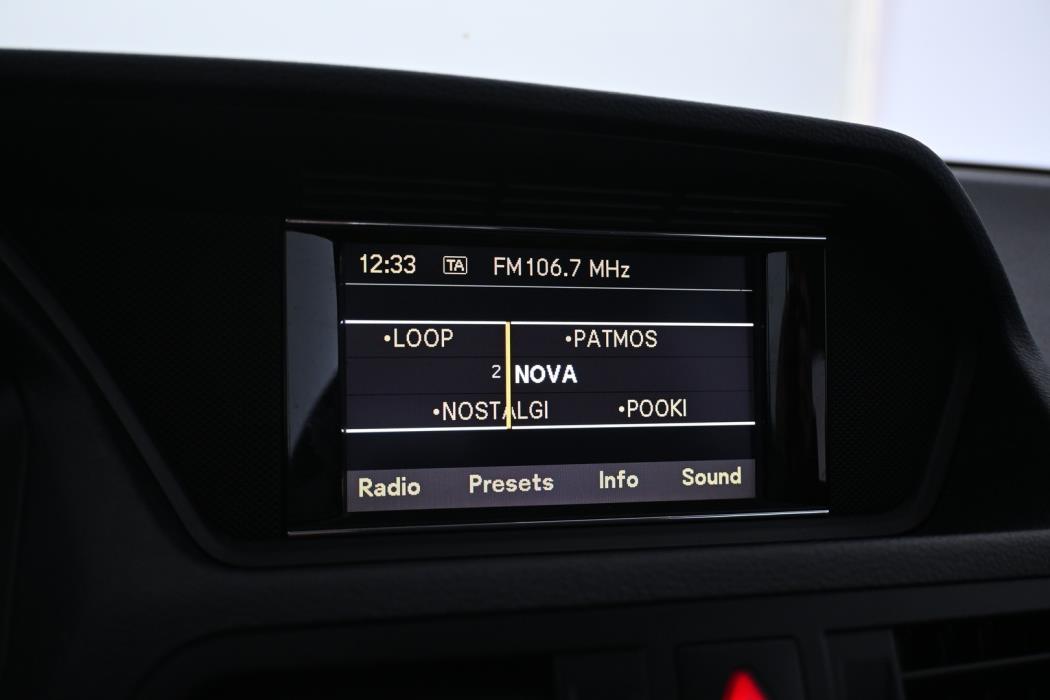 12:33 TA FM 106.7 MHz
•LOOP •PATMOS
2 NOVA
•NOSTALGI •POOKI
Radio Presets Info Sound